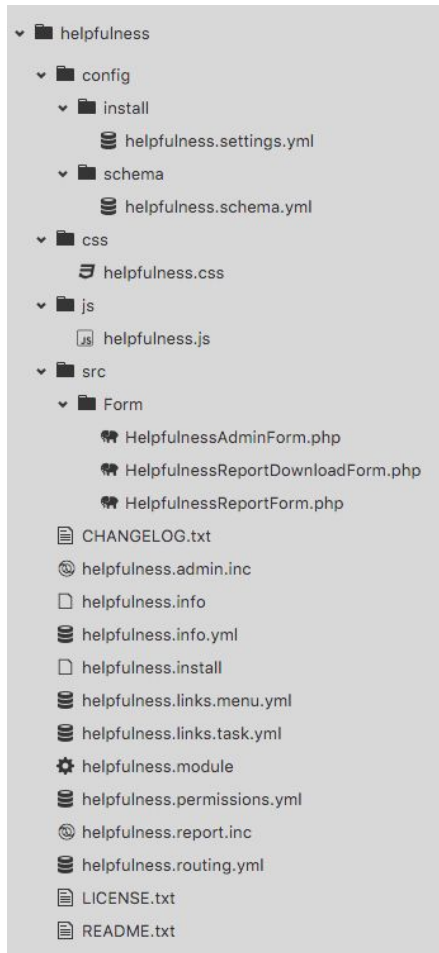 helpfulness
config
install
helpfulness.settings.yml
schema
helpfulness.schema.yml
css
helpfulness.css
js
JS helpfulness.js
src
Form
HelpfulnessAdminForm.php
HelpfulnessReportDownloadForm.php
HelpfulnessReportForm.php
CHANGELOG.txt
helpfulness.admin.inc
helpfulness.info
helpfulness.info.yml
helpfulness.install
helpfulness.links.menu.yml
helpfulness.links.task.yml
helpfulness.module
helpfulness.permissions.yml
helpfulness.report.inc
helpfulness.routing.yml
LICENSE.txt
README.txt